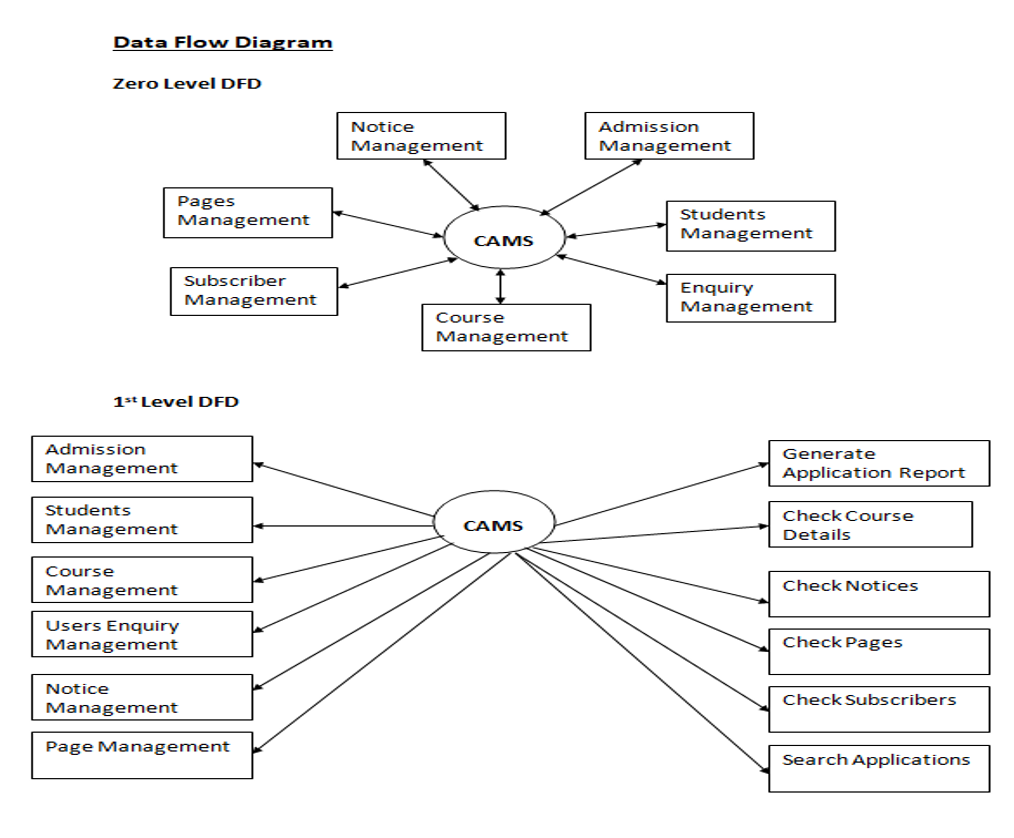 Data Flow Diagram
Zero Level DFD
Notice
Management
Admission
Management
Pages
Management
Students
Management
CAMS
Subscriber
Management
Enquiry
Management
Course
Management
1st Level DFD
Admission
Management
Students
Management
Course
Management
Users Enquiry
Management
Notice
Management
Page Management
CAMS
Generate
Application Report
Check Course
Details
Check Notices
Check Pages
Check Subscribers
Search Applications